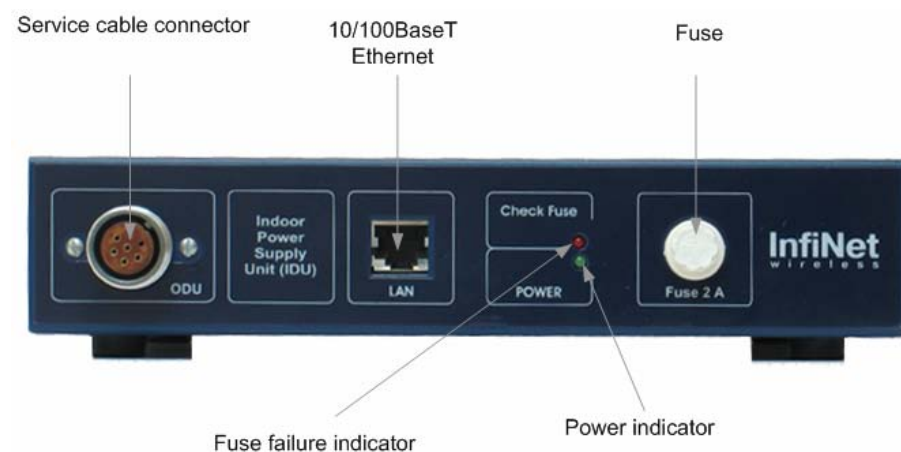 Service cable connector
10/100BaseT
Ethernet
Fuse
Indoor
Power
Supply
Unit (IDU)
ODU
LAN
Check Fuse
POWER
Fuse 2 A
InfiNet
wireless
Fuse failure indicator
Power indicator